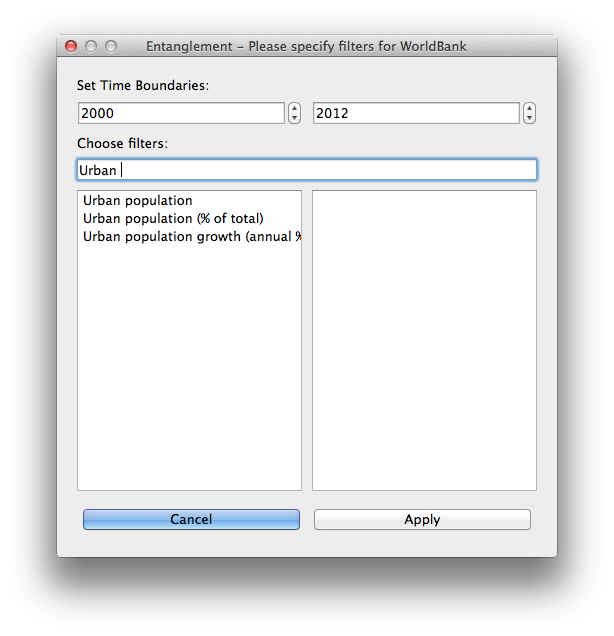 Entanglement – Please specify filters for WorldBank
Set Time Boundaries:
2000 2012
Choose filters:
Urban
Urban population
Urban population (% of total)
Urban population growth (annual %
Cancel Apply